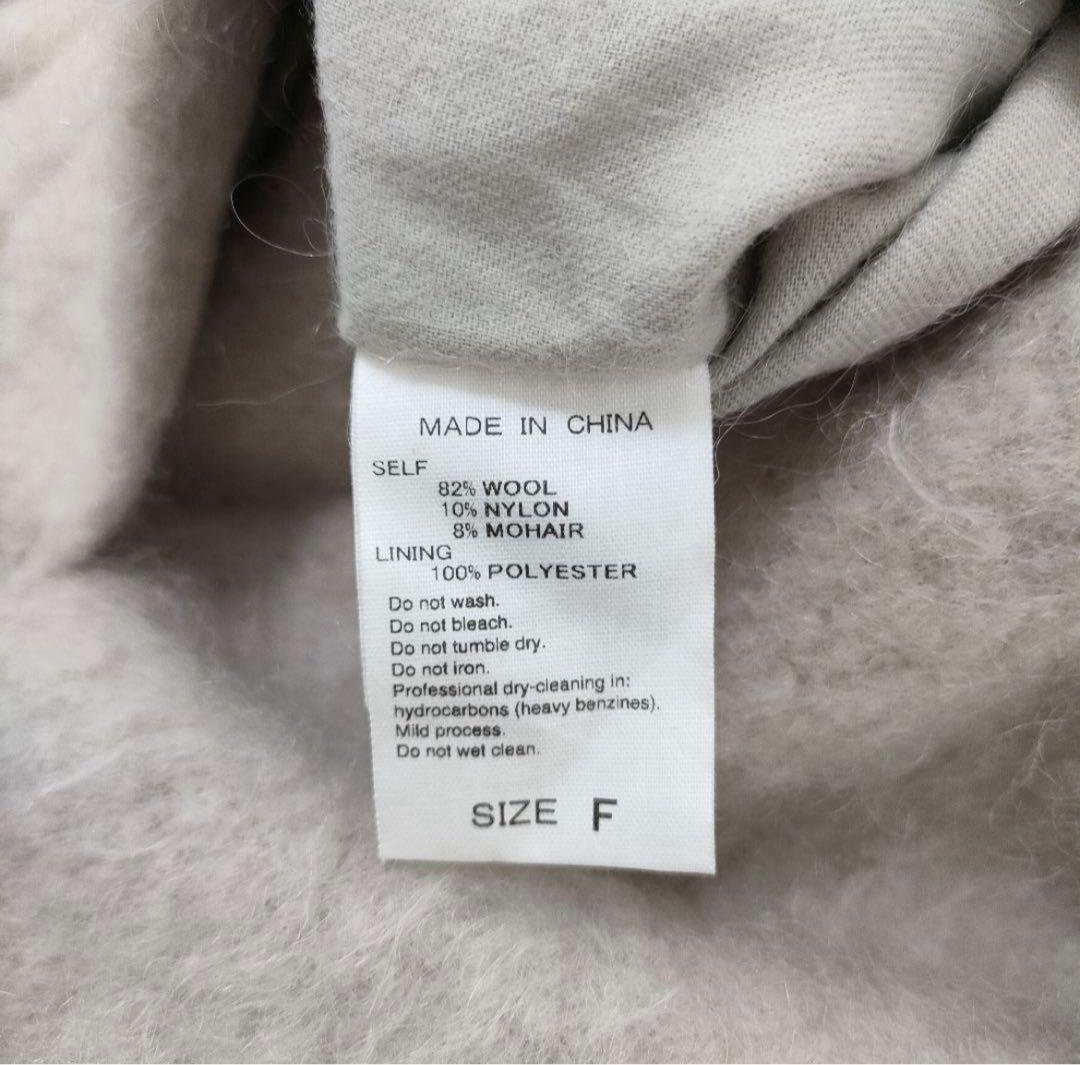 MADE IN CHINA
SELF
82% WOOL
10% NYLON
8% MOHAIR
LINING
100% POLYESTER
Do not wash.
Do not bleach.
Do not tumble dry.
Do not iron.
Professional dry-cleaning in:
hydrocarbons (heavy benzines).
Mild process.
Do not wet clean.
SIZE F